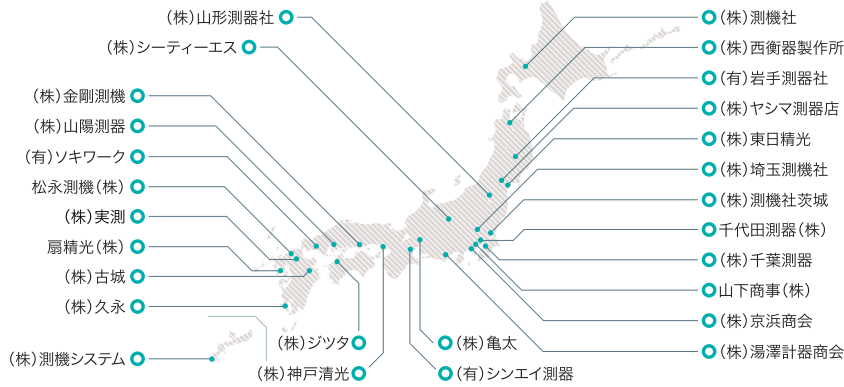 (株)山形測器社
(株)シーティーエス
(株)金剛測機
(株)山陽測器
(有)ソキワーク
松永測機(株)
(株)実測
扇精光(株)
(株)古城
(株)久永
(株)測機システム
(株)ジツタ
(株)神戸清光
(株)亀太
(有)シンエイ測器
(株)測機社
(株)西衡器製作所
(有)岩手測器社
(株)ヤシマ測器店
(株)東日精光
(株)埼玉測機社
(株)測機社茨城
千代田測器(株)
(株)千葉測器
山下商事(株)
(株)京浜商会
(株)湯澤計器商会